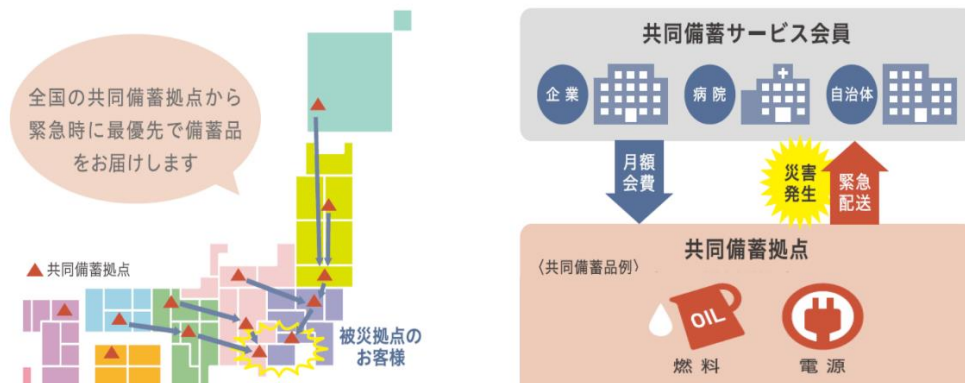 全国の共同備蓄拠点から
緊急時に最優先で備蓄品
をお届けします
▲共同備蓄拠点
被災拠点の
お客様
共同備蓄サービス会員
企業
病院
自治体
月額
会費
災害
発生
緊急
配送
共同備蓄拠点
〈共同備蓄品例〉
OIL
燃料
電源